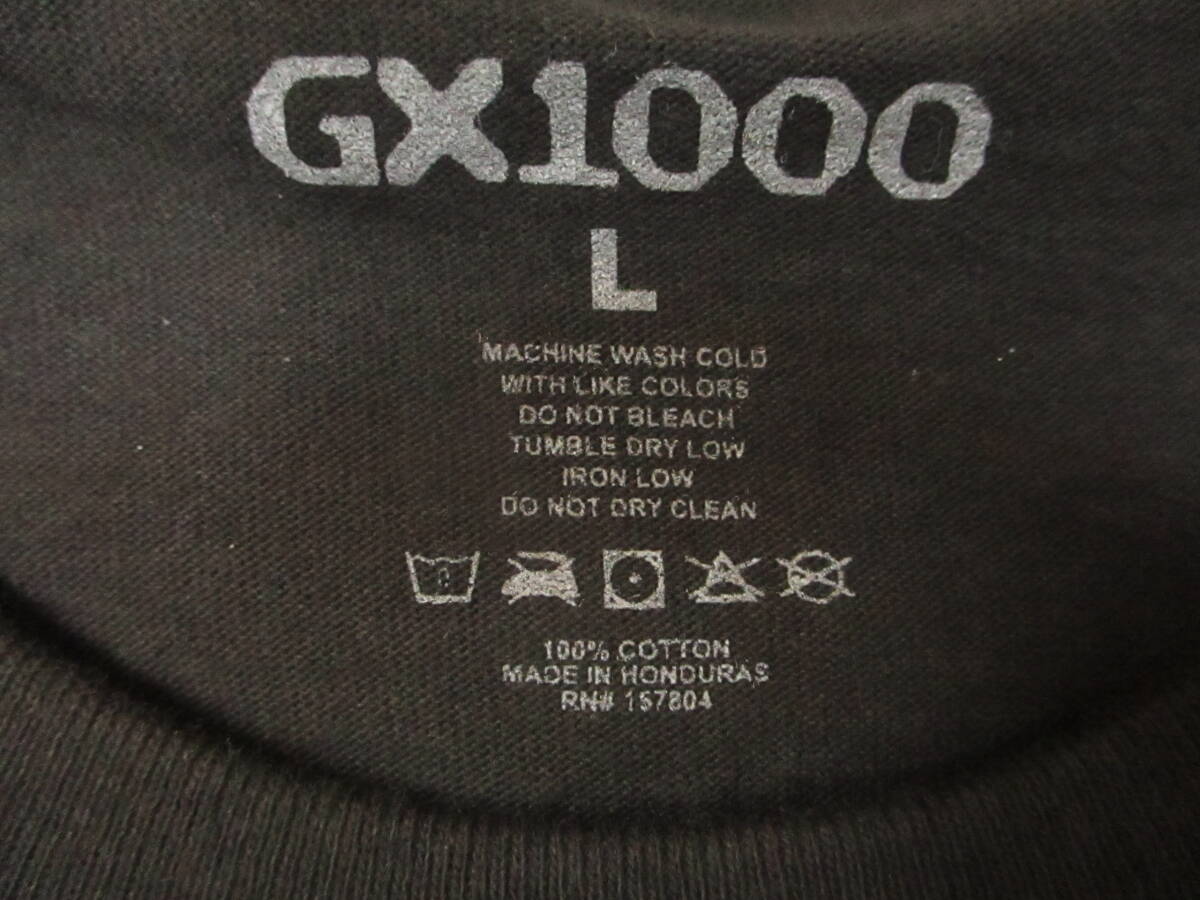 GX1000
L
MACHINE WASH COLD
WITH LIKE COLORS
DO NOT BLEACH
TUMBLE DRY LOW
IRON LOW
DO NOT DRY CLEAN
100% COTTON
MADE IN HONDURAS
RN# 157804